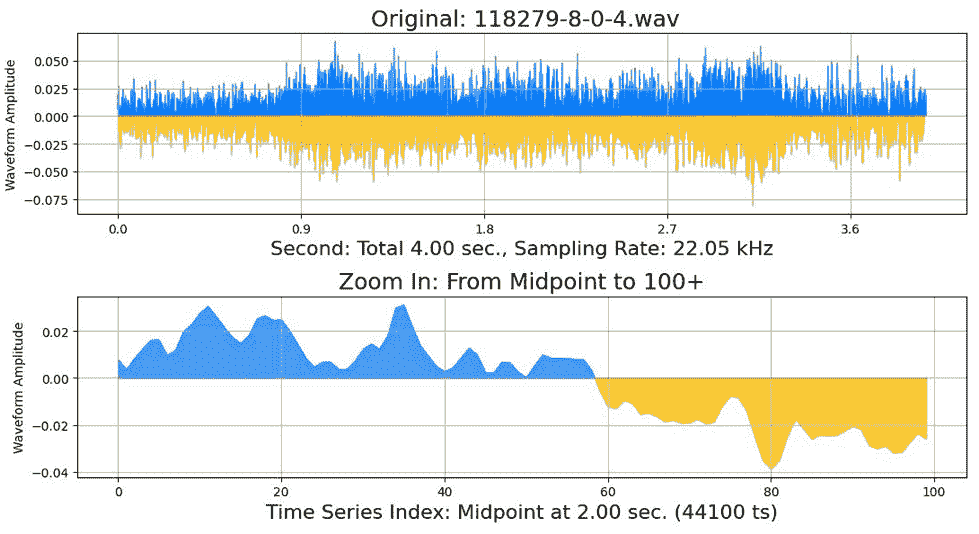 Original: 118279-8-0-4.wav
0.050
0.025
0.000
−0.025
−0.050
−0.075
Waveform Amplitude
0.0 0.9 1.8 2.7 3.6
Second: Total 4.00 sec., Sampling Rate: 22.05 kHz
Zoom In: From Midpoint to 100+
0.02
0.00
−0.02
−0.04
Waveform Amplitude
0 20 40 60 80 100
Time Series Index: Midpoint at 2.00 sec. (44100 ts)